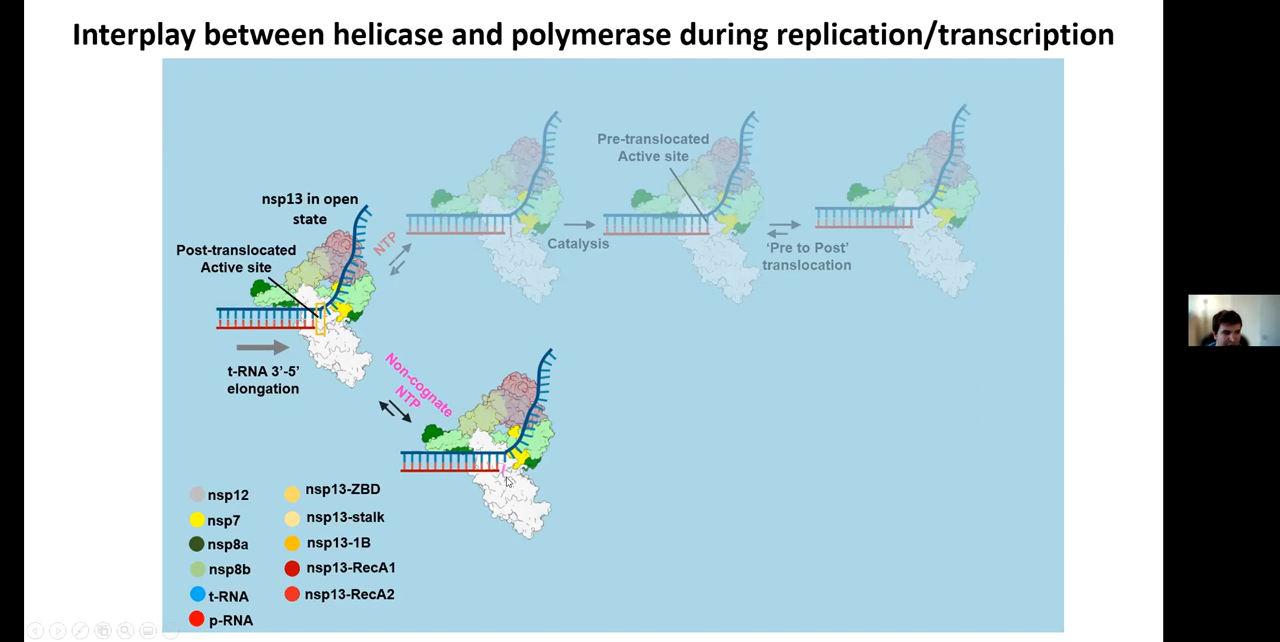 Interplay between helicase and polymerase during replication/transcription
Pre-translocated
Active site
nsp13 in open
state
Post-translocated
Active site
NTP
Catalysis
'Pre to Post'
translocation
t-RNA 3'-5'
elongation
Non-cognate
NTP
nsp12
nsp7
nsp8a
nsp8b
t-RNA
p-RNA
nsp13-ZBD
nsp13-stalk
nsp13-1B
nsp13-RecA1
nsp13-RecA2